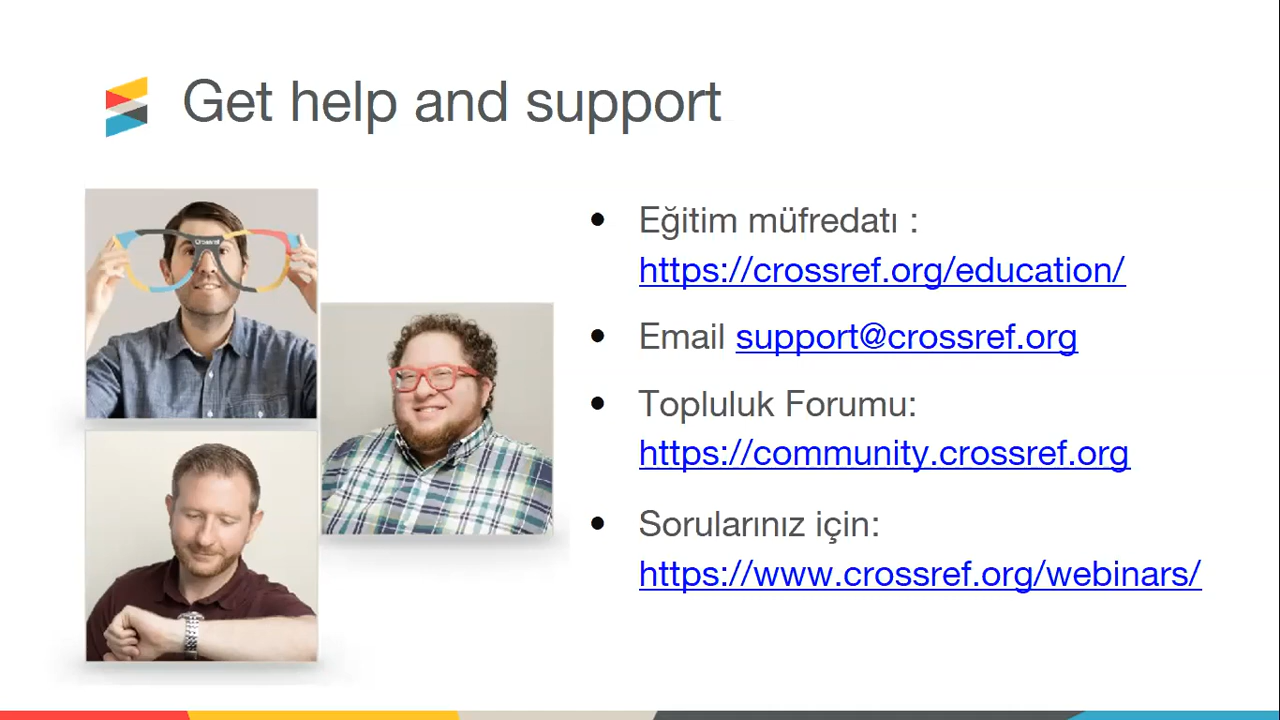 Get help and support
Crossref
• Eğitim müfredatı :
https://crossref.org/education/
• Email support@crossref.org
• Topluluk Forumu:
https://community.crossref.org
• Sorularınız için:
https://www.crossref.org/webinars/